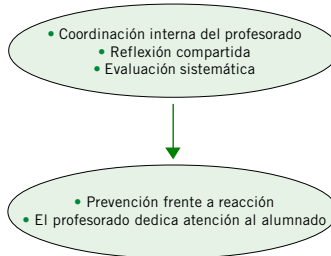 • Coordinación interna del profesorado
• Reflexión compartida
• Evaluación sistemática
• Prevención frente a reacción
• El profesorado dedica atención al alumnado